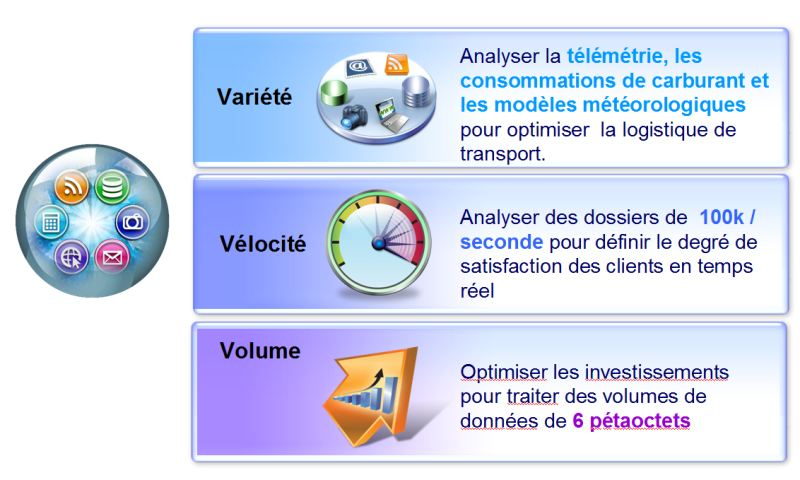 Variété
Analyser la télémétrie, les
consommations de carburant et
les modèles météorologiques
pour optimiser la logistique de
transport.
Vélocité
Analyser des dossiers de 100k /
seconde pour définir le degré de
satisfaction des clients en temps
réel
Volume
Optimiser les investissements
pour traiter des volumes de
données de 6 pétaoctets